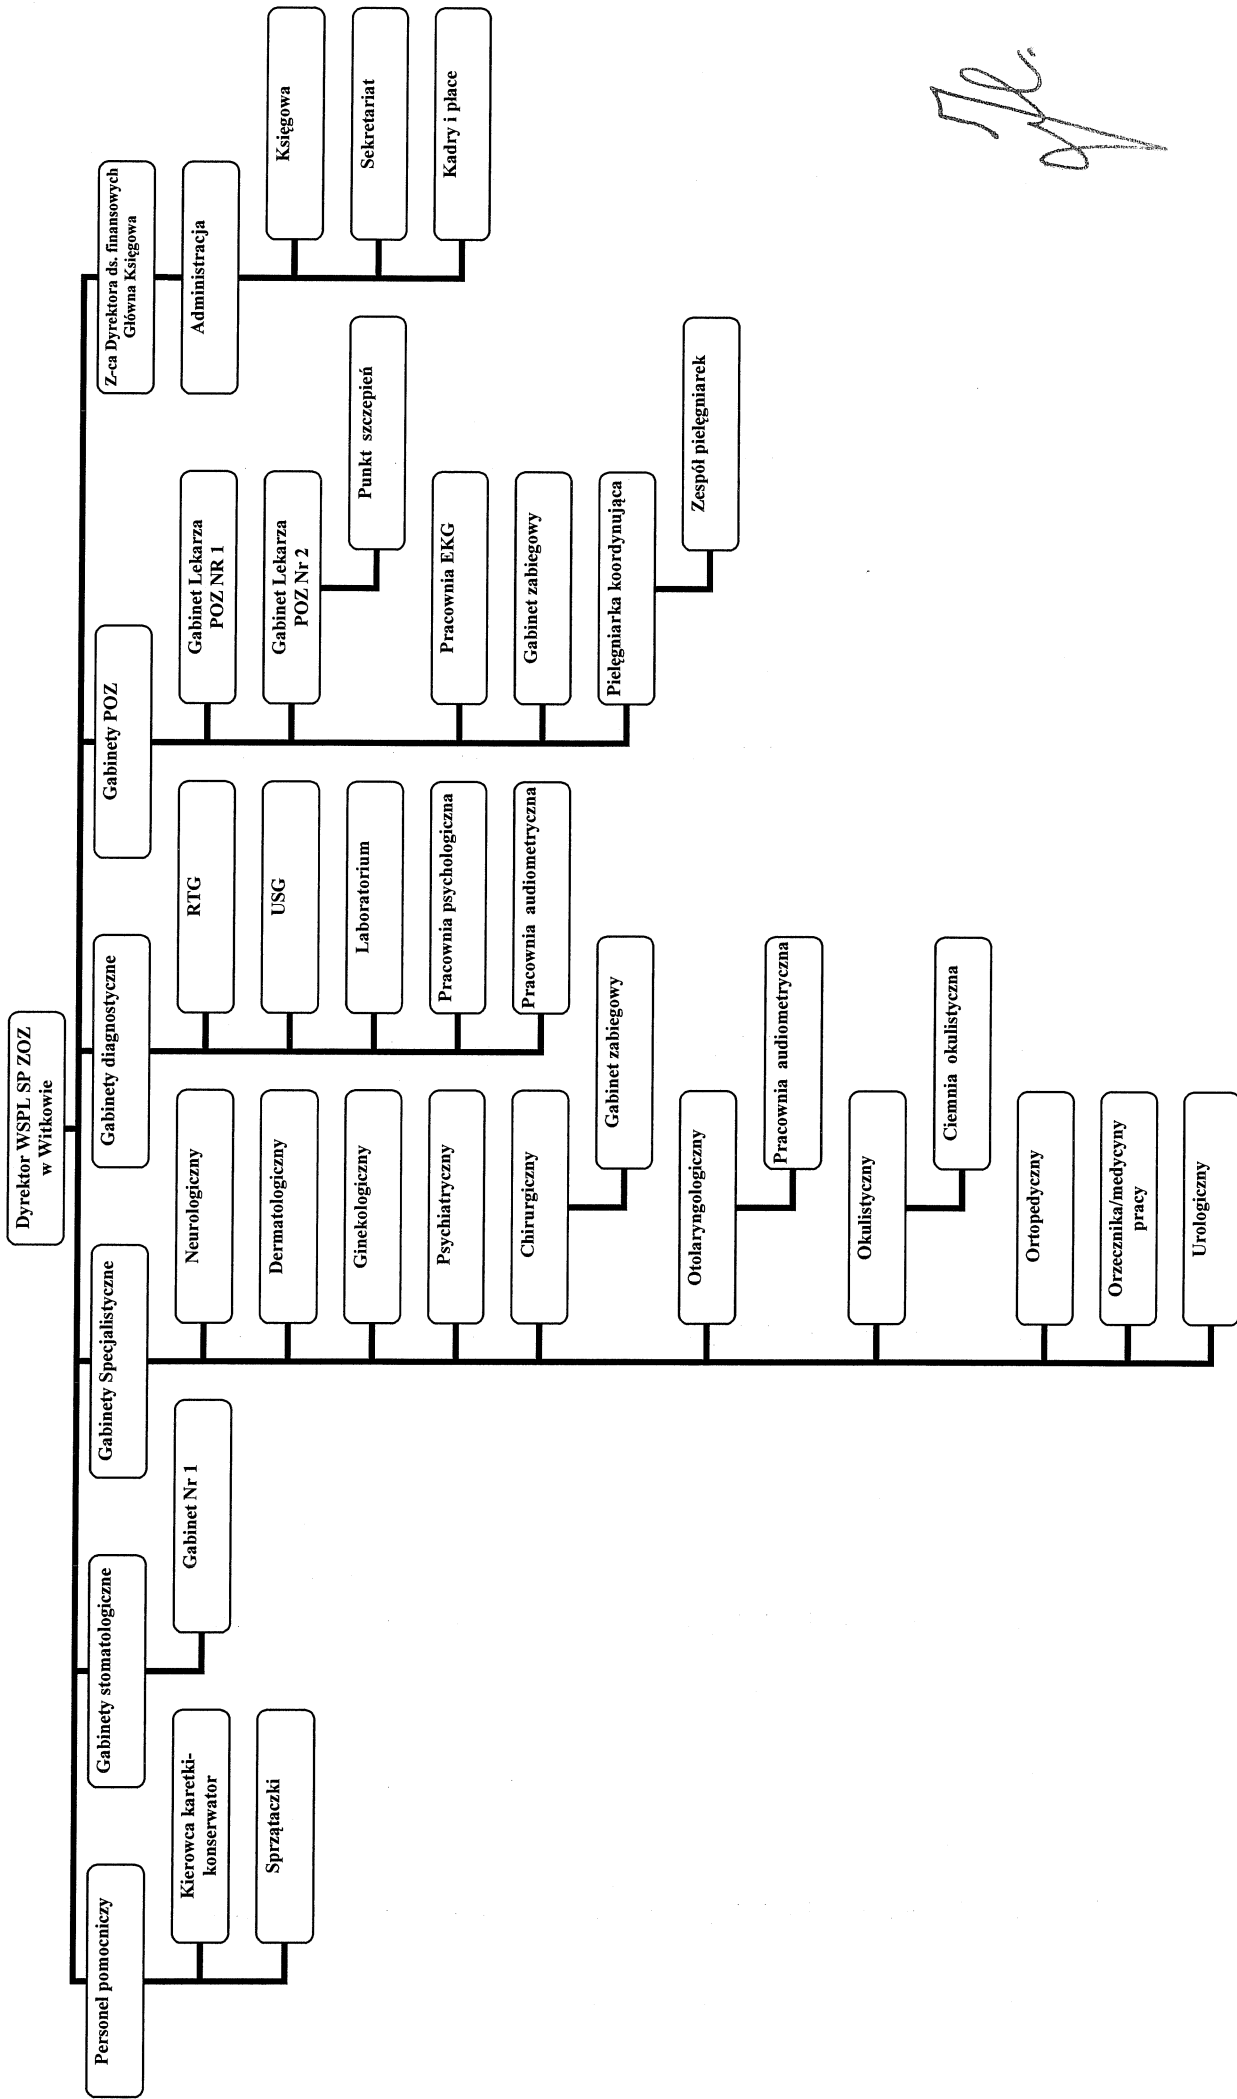 Dyrektor WSPL SP ZOZ
w Witkowie
Personel pomocniczy
Kierowca karetki-
konserwator
Sprzątaczki
Gabinety stomatologiczne
Gabinet Nr 1
Gabinety Specjalistyczne
Neurologiczny
Dermatologiczny
Ginekologiczny
Psychiatryczny
Chirurgiczny
Gabinet zabiegowy
Otolaryngologiczny
Pracownia audiometryczna
Okulistyczny
Ciemnia okulistyczna
Ortopedyczny
Orzecznika/medycyny
pracy
Urologiczny
Gabinety diagnostyczne
RTG
USG
Laboratorium
Pracownia psychologiczna
Pracownia audiometryczna
Gabinety POZ
Gabinet Lekarza
POZ NR 1
Gabinet Lekarza
POZ Nr 2
Punkt szczepień
Pracownia EKG
Gabinet zabiegowy
Pielęgniarka koordynująca
Zespół pielęgniarek
Z-ca Dyrektora ds. finansowych
Główna Księgowa
Administracja
Księgowa
Sekretariat
Kadry i płace